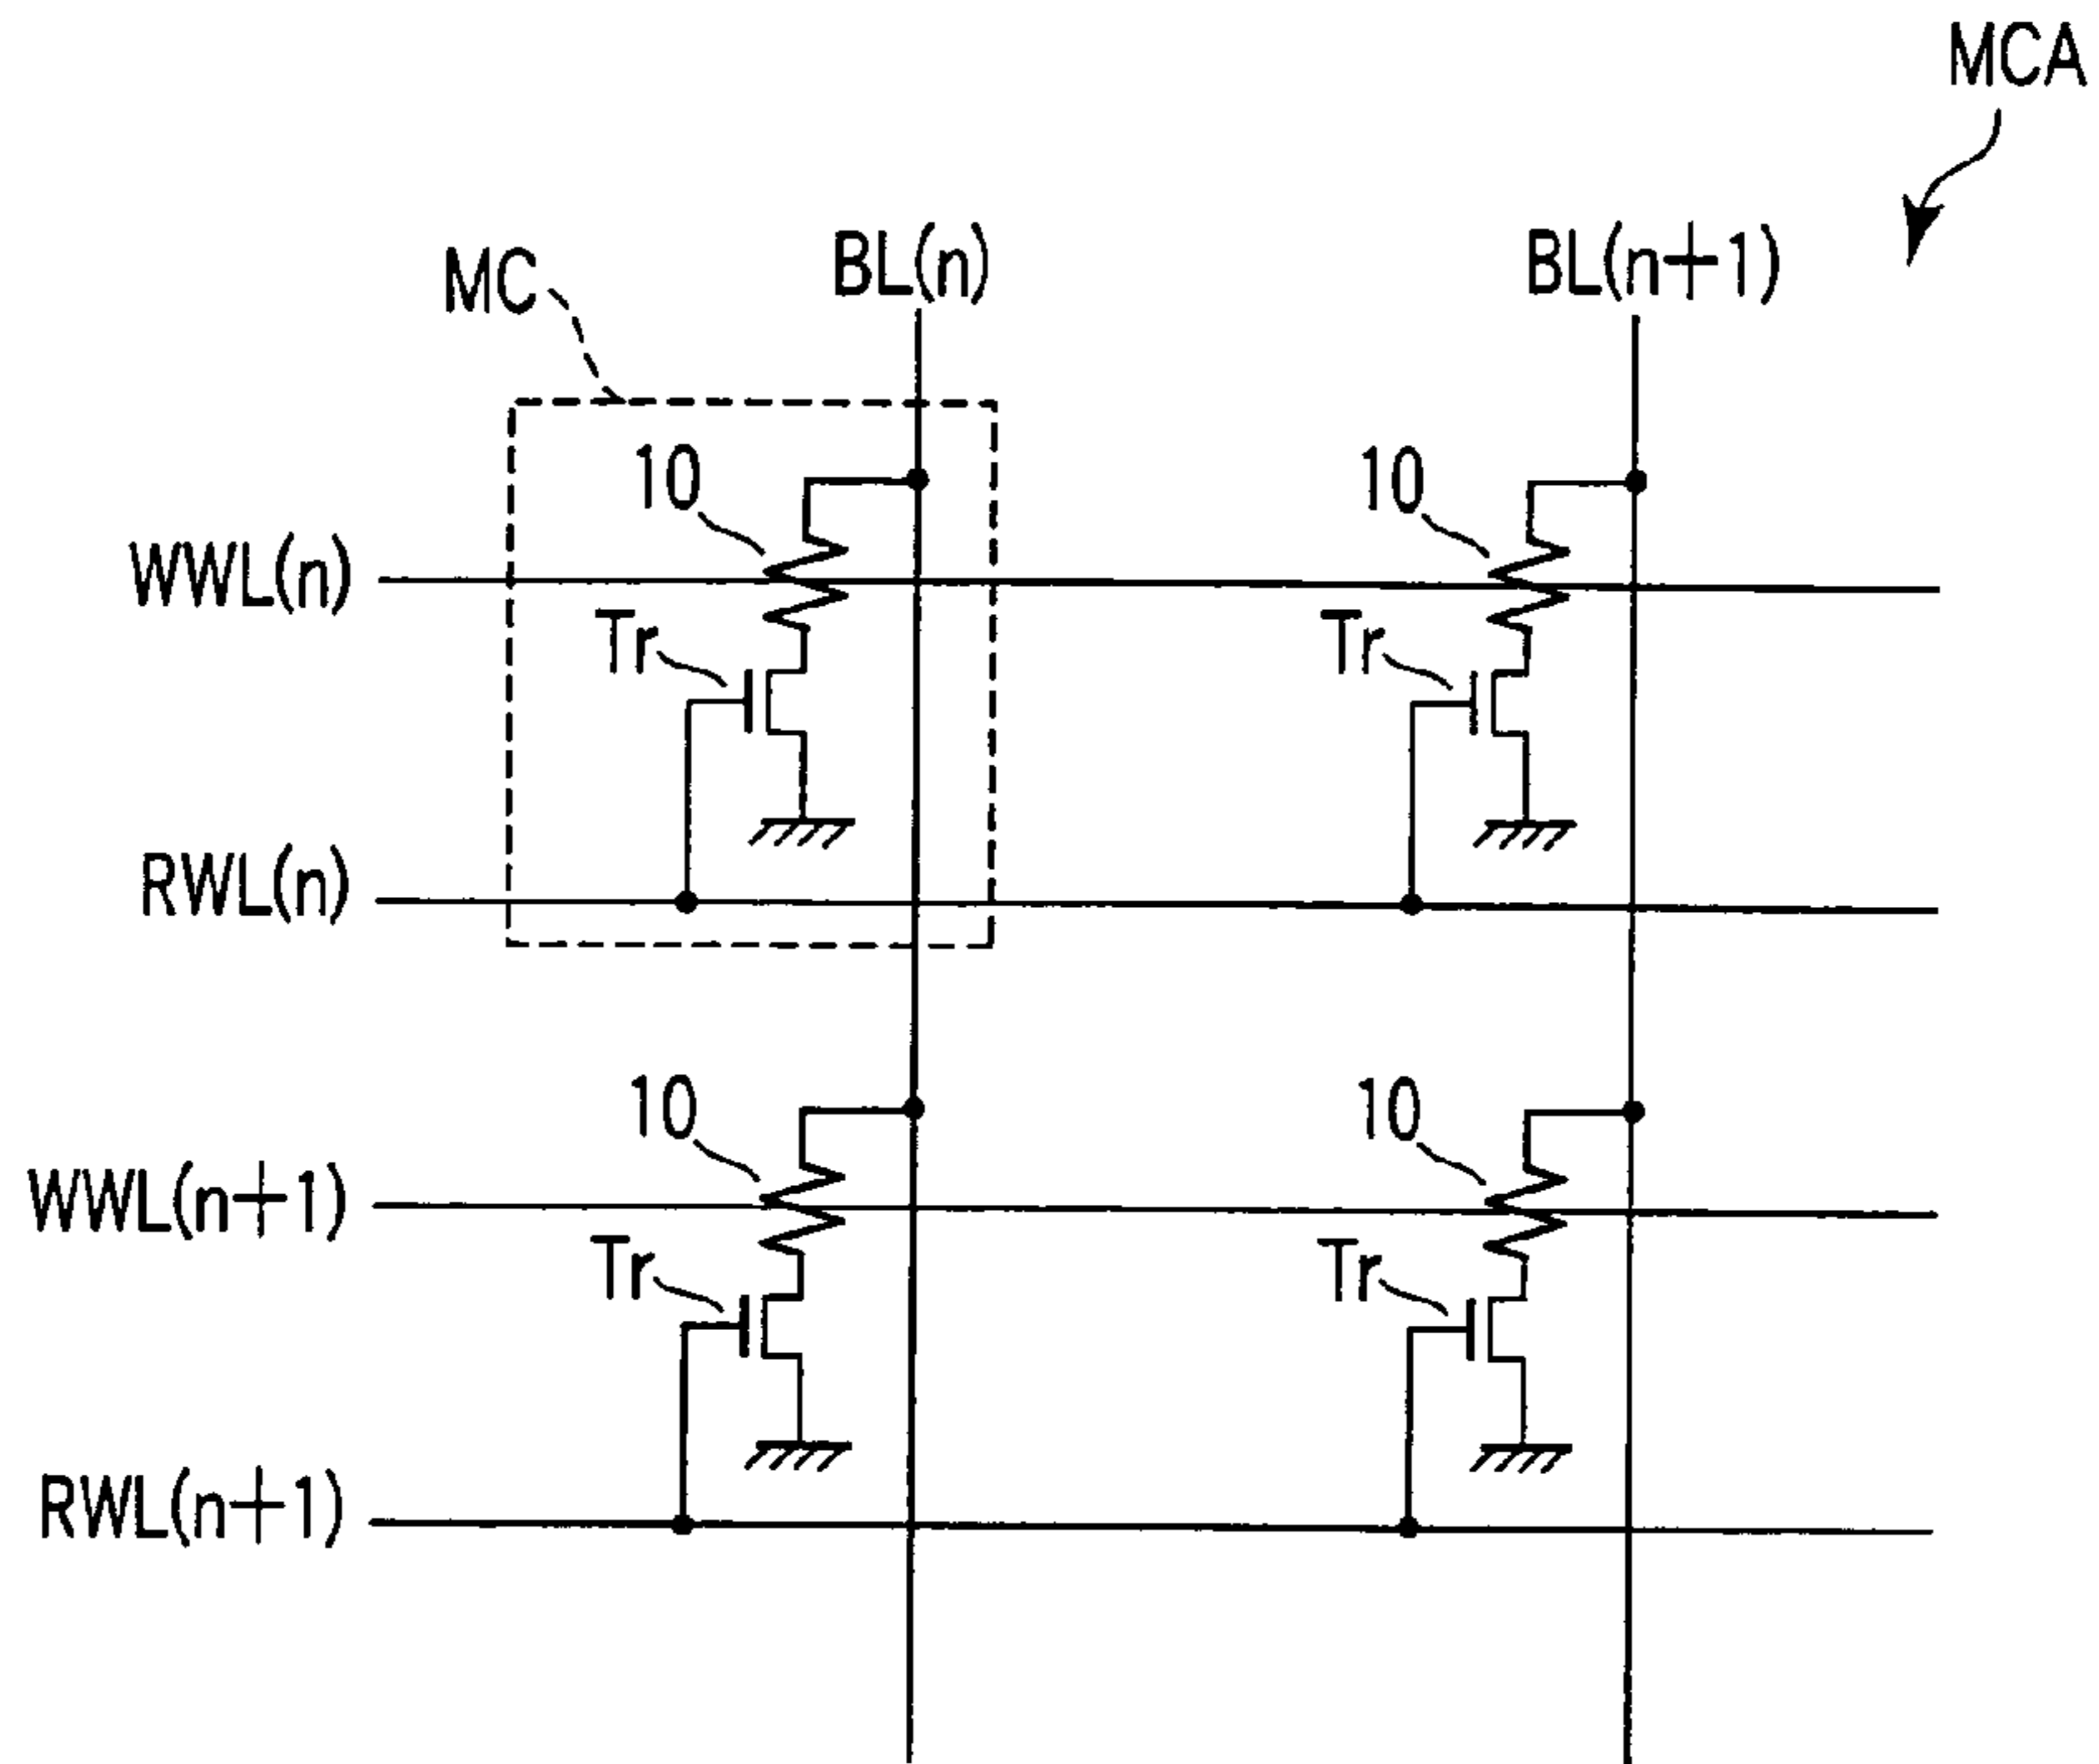 MCA
MC
BL(n)
BL(n+1)
10
10
WWL(n)
Tr
Tr
RWL(n)
10
10
WWL(n+1)
Tr
Tr
RWL(n+1)